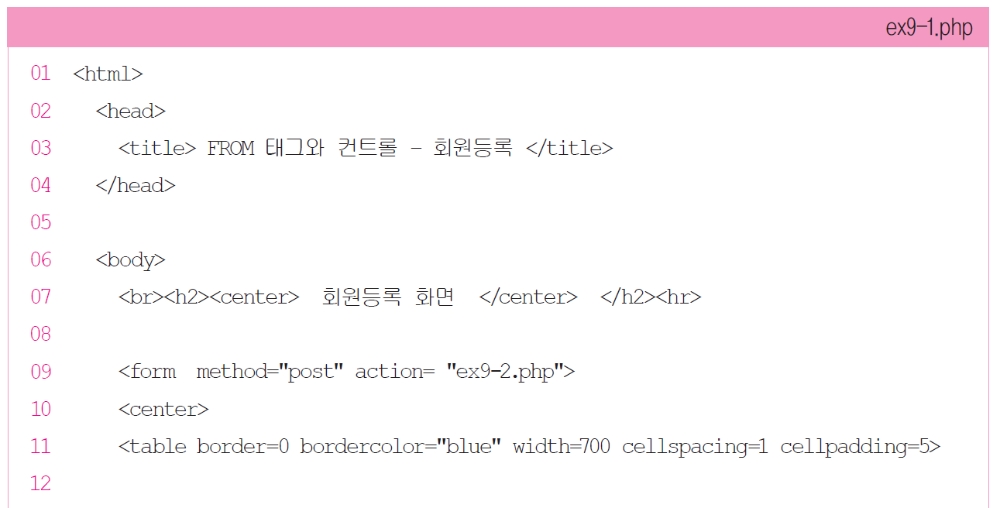 ex9-1.php
01 <html>
02 <head>
03 <title> FROM 태그와 컨트롤 - 회원등록 </title>
04 </head>
05
06 <body>
07 <br><h2><center> 회원등록 화면 </center> </h2><hr>
08
09 <form method="post" action= "ex9-2.php">
10 <center>
11 <table border=0 bordercolor="blue" width=700 cellspacing=1 cellpadding=5>
12